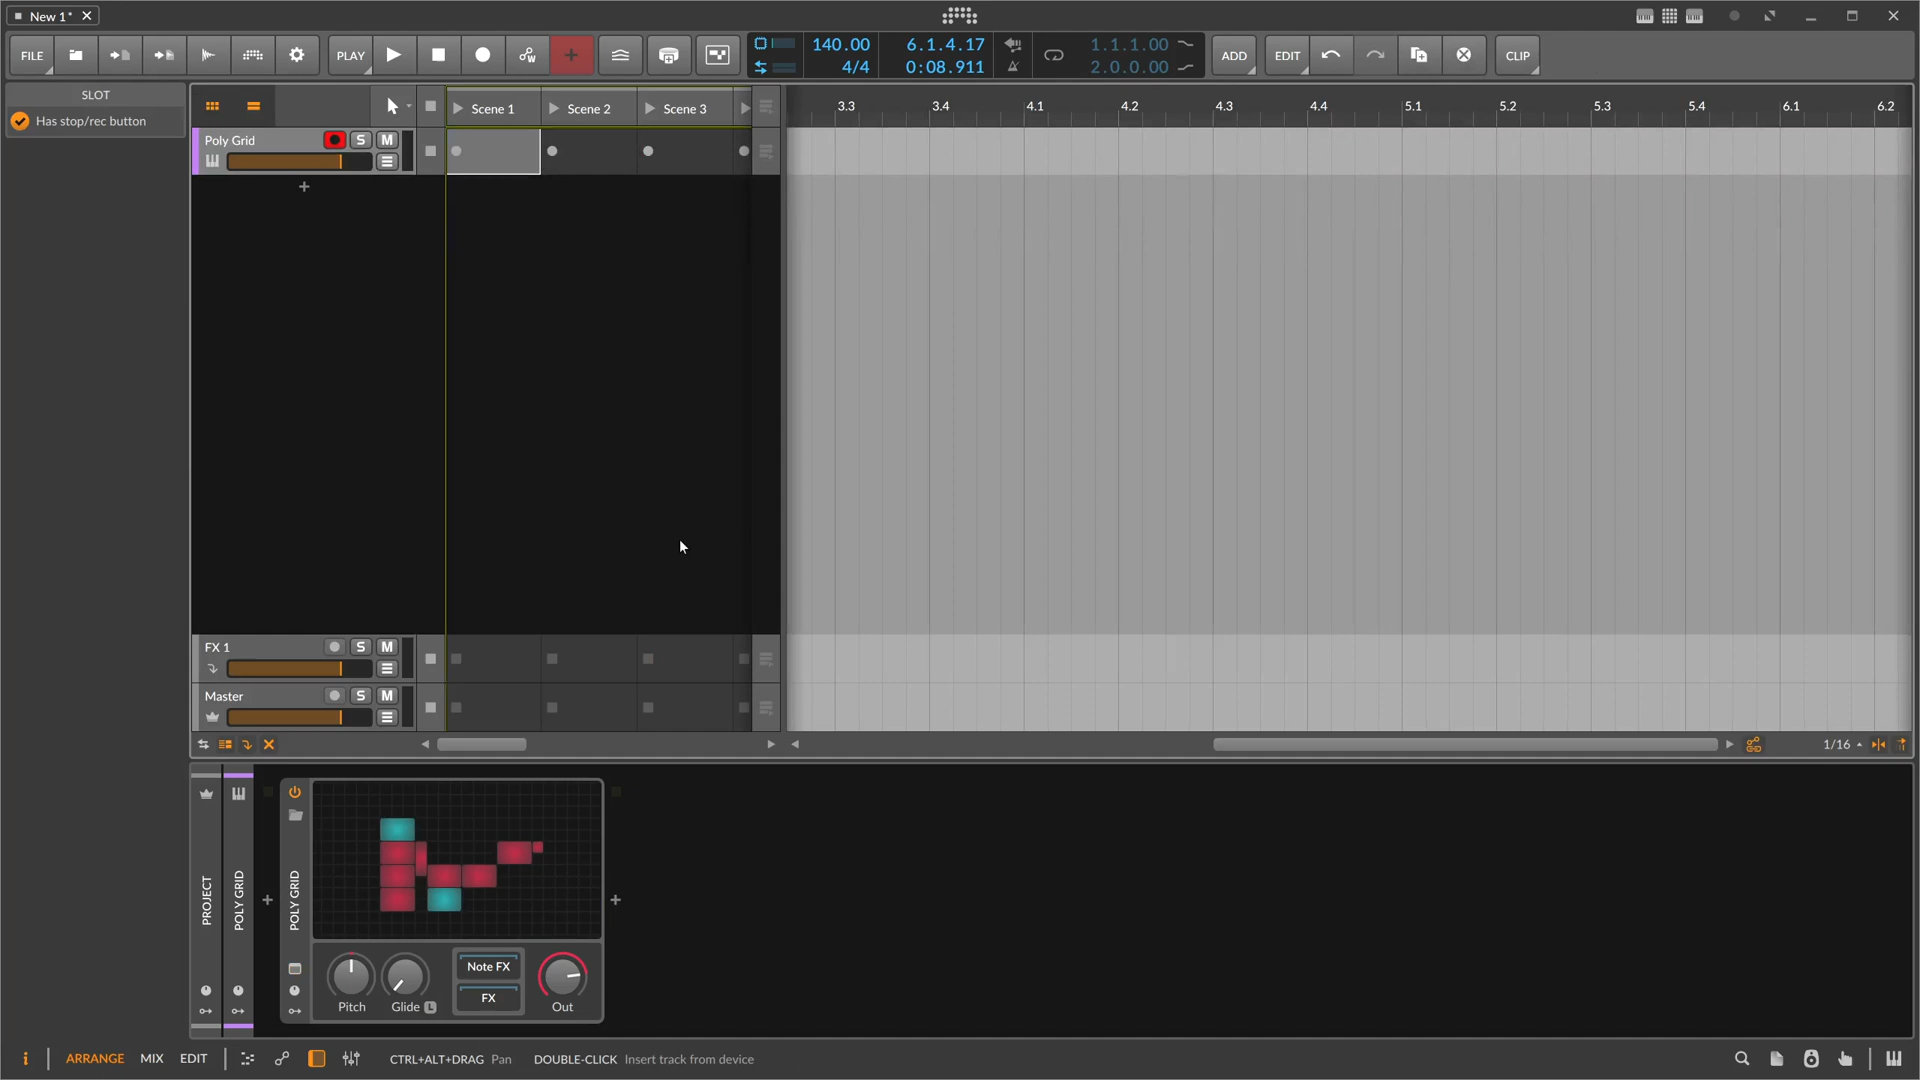 New 1*
FILE
PLAY
140.00
4/4
6.1.4.17
0:08.911
1.1.1.00
2.0.0.00
ADD
EDIT
CLIP
SLOT
Has stop/rec button
Scene 1
Scene 2
Scene 3
3.3
3.4
4.1
4.2
4.3
4.4
5.1
5.2
5.3
5.4
6.1
6.2
Poly Grid
S
M
FX 1
S
M
Master
S
M
1/16
PROJECT
POLY GRID
POLY GRID
Pitch
Glide
L
Note FX
FX
Out
i
ARRANGE
MIX
EDIT
CTRL+ALT+DRAG Pan
DOUBLE-CLICK Insert track from device